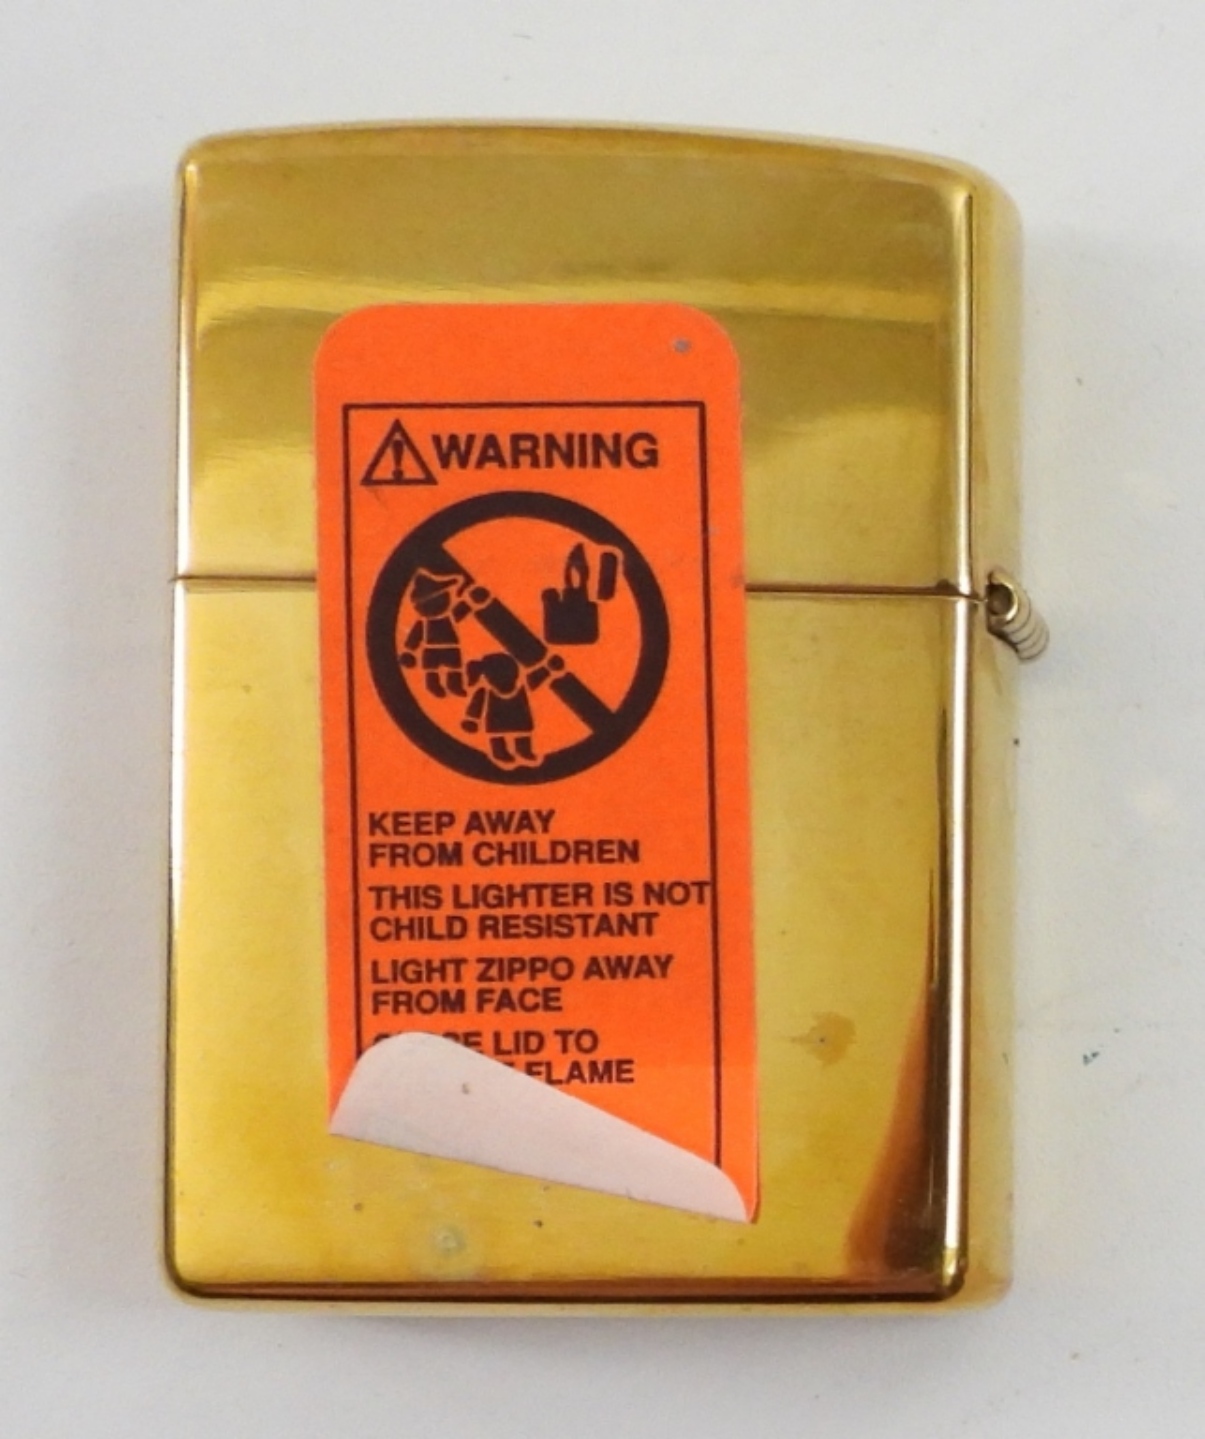 WARNING
KEEP AWAY
FROM CHILDREN
THIS LIGHTER IS NOT
CHILD RESISTANT
LIGHT ZIPPO AWAY
FROM FACE
LID TO
FLAME